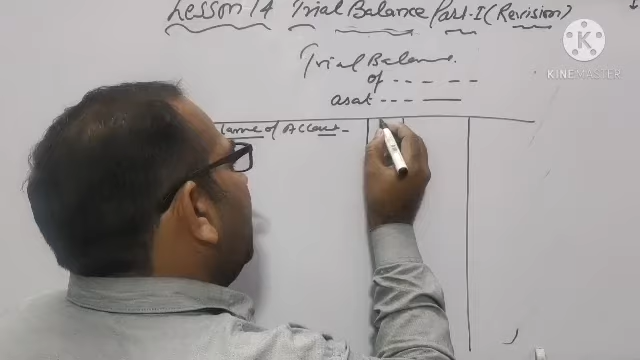 Lesson 14 Trial Balance Part-I (Revision)
Trial Balance
of --- --
as at --- —
Name of Account
KINEMASTER